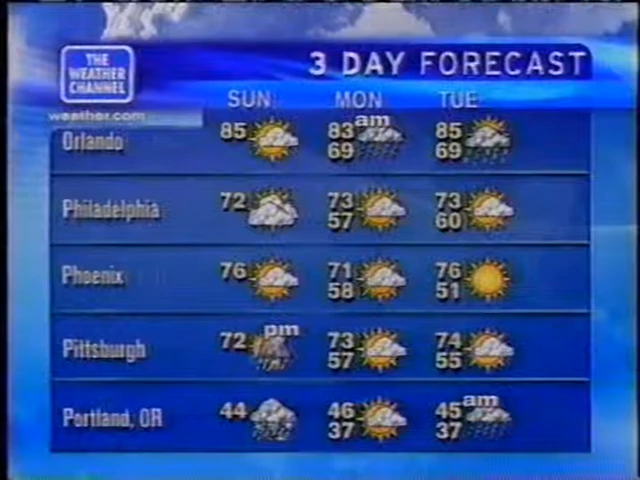 3 DAY FORECAST
THE
WEATHER
CHANNEL
weather.com
SUN MON TUE
Orlando 85 83 am 69 85 69
Philadelphia 72 73 57 73 60
Phoenix 76 71 58 76 51
Pittsburgh 72 pm 73 57 74 55
Portland, OR 44 46 37 45 am 37